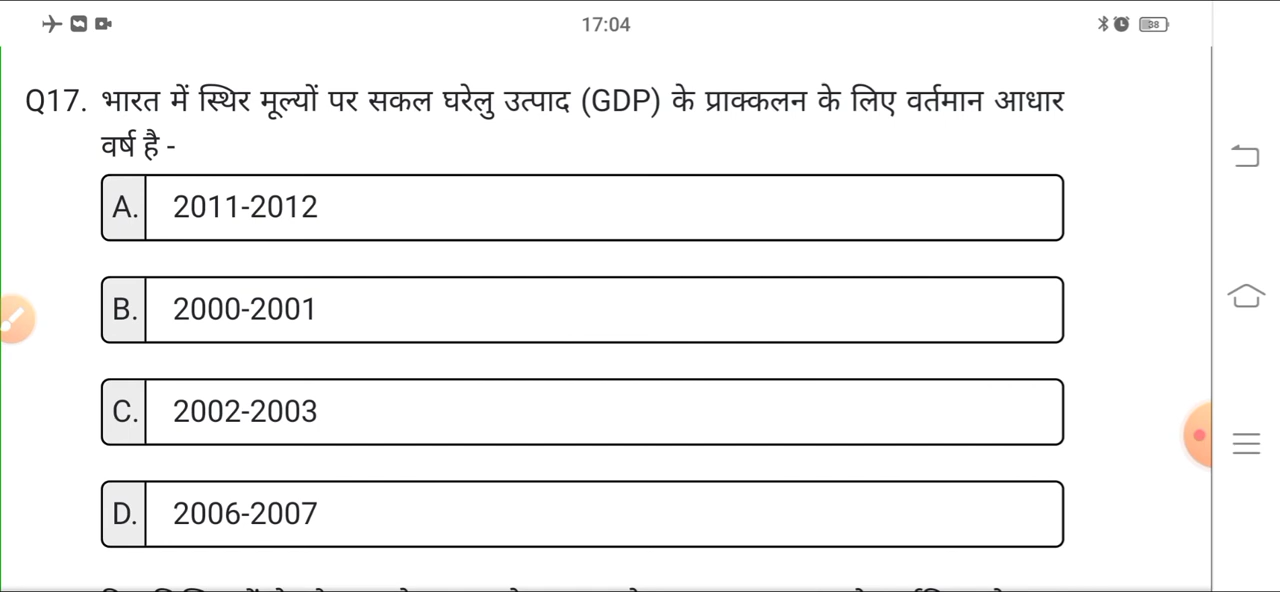 17:04
38
Q17. भारत में स्थिर मूल्यों पर सकल घरेलु उत्पाद (GDP) के प्राक्कलन के लिए वर्तमान आधार
वर्ष है -
A. 2011-2012
B. 2000-2001
C. 2002-2003
D. 2006-2007